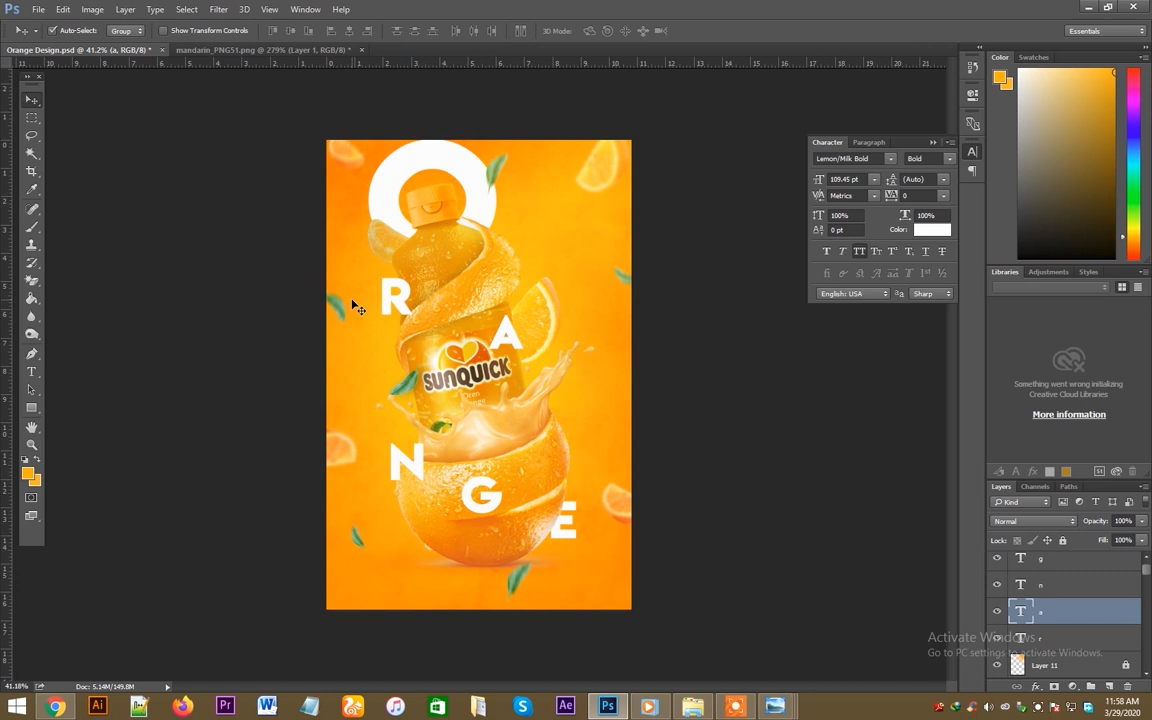 Ps File Edit Image Layer Type Select Filter 3D View Window Help
Auto-Select: Group Show Transform Controls 3D Mode: Essentials
Orange Design.psd @ 41.2% (a, RGB/8) * × mandarin_PNG51.png @ 279% (Layer 1, RGB/8) * ×
Color Swatches
Character Paragraph
Lemon/Milk Bold Bold
109.45 pt (Auto)
Metrics 0
100% 100%
0 pt Color:
English: USA Sharp
R
A
SUNQUICK
Oren
N
G
E
Libraries Adjustments Styles
Something went wrong initializing
Creative Cloud Libraries
More information
Layers Channels Paths
Kind
Normal Opacity: 100%
Lock: Fill: 100%
T g
T n
T a
T r
Layer 11
Activate Windows
Go to PC settings to activate Windows.
41.18% Doc: 5.14M/149.8M
Ai Pr W S Ae Ps
11:58 AM
3/29/2020